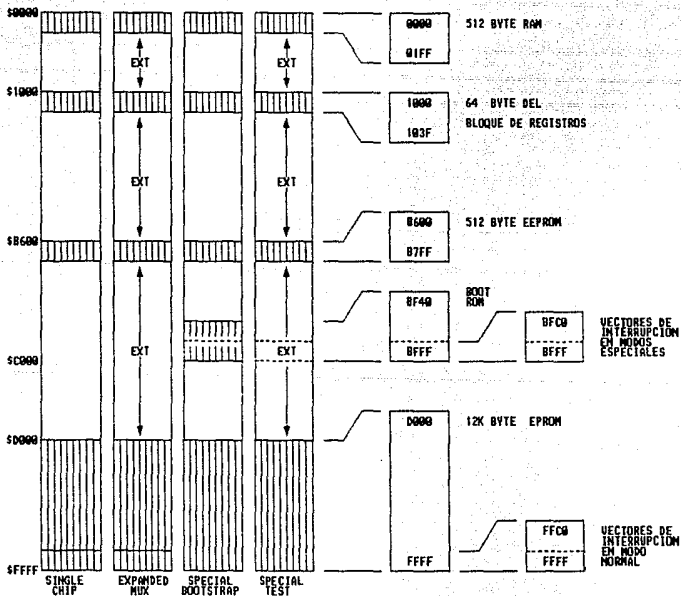 $0000
0000 512 BYTE RAM
01FF
EXT EXT
$1000
1000 64 BYTE DEL
BLOQUE DE REGISTROS
103F
EXT EXT
$B600
B600 512 BYTE EEPROM
B7FF
BOOT
ROM
BF40
EXT EXT
BFC0
BFFF BFFF
VECTORES DE
INTERRUPCIÓN
EN MODOS
ESPECIALES
$C000
$D000
D000 12K BYTE EPROM
FFC0
FFFF FFFF
VECTORES DE
INTERRUPCIÓN
EN MODO
NORMAL
$FFFF
SINGLE
CHIP
EXPANDED
MUX
SPECIAL
BOOTSTRAP
SPECIAL
TEST